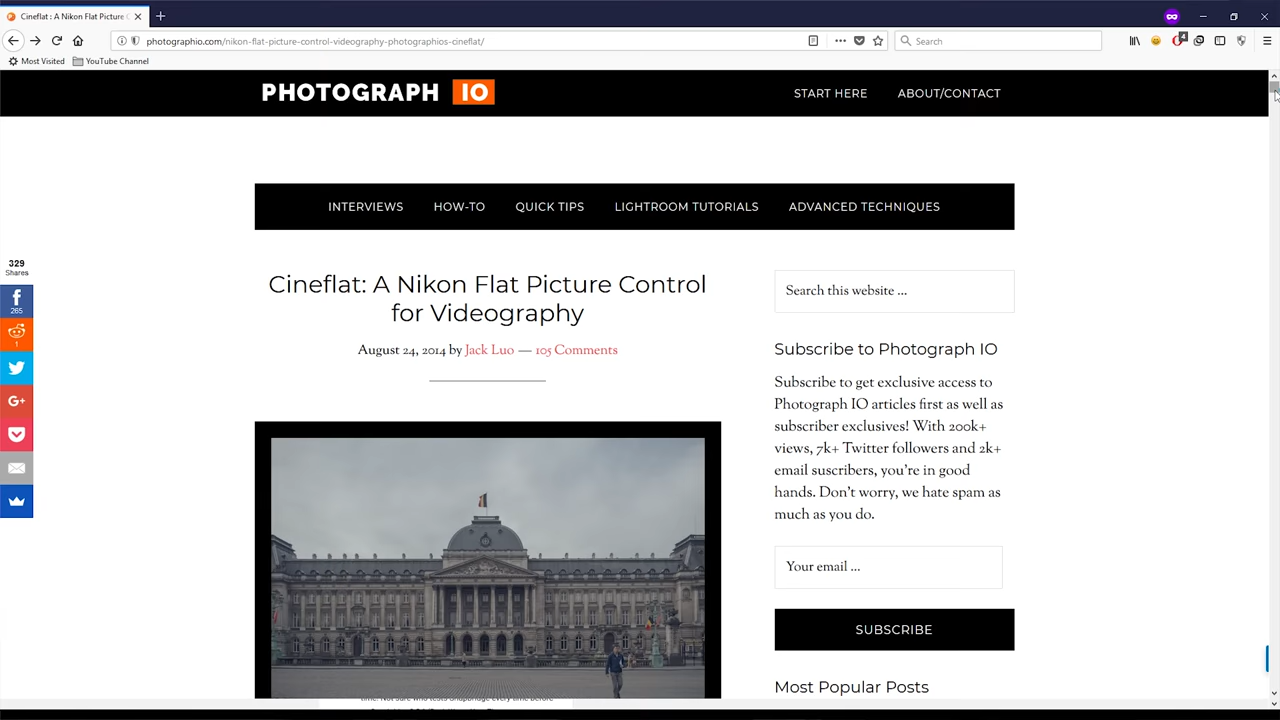 Cineflat : A Nikon Flat Picture C
photographio.com/nikon-flat-picture-control-videography-photographios-cineflat/
Search
4
Most Visited
YouTube Channel
PHOTOGRAPH IO
START HERE
ABOUT/CONTACT
INTERVIEWS
HOW-TO
QUICK TIPS
LIGHTROOM TUTORIALS
ADVANCED TECHNIQUES
329
Shares
265
1
Cineflat: A Nikon Flat Picture Control
for Videography
August 24, 2014 by Jack Luo — 105 Comments
Search this website ...
Subscribe to Photograph IO
Subscribe to get exclusive access to
Photograph IO articles first as well as
subscriber exclusives! With 200k+
views, 7k+ Twitter followers and 2k+
email suscribers, you're in good
hands. Don't worry, we hate spam as
much as you do.
Your email ...
SUBSCRIBE
Most Popular Posts